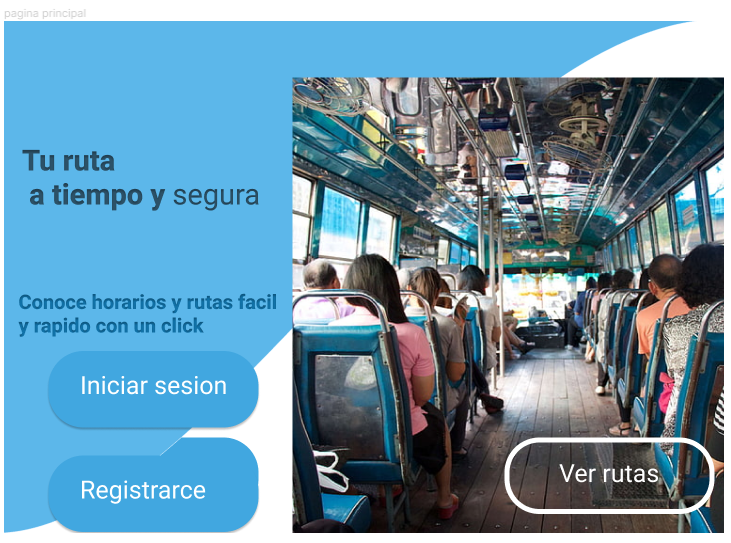 pagina principal
Tu ruta
a tiempo y segura
Conoce horarios y rutas facil
y rapido con un click
Iniciar sesion
Registrarce
Ver rutas